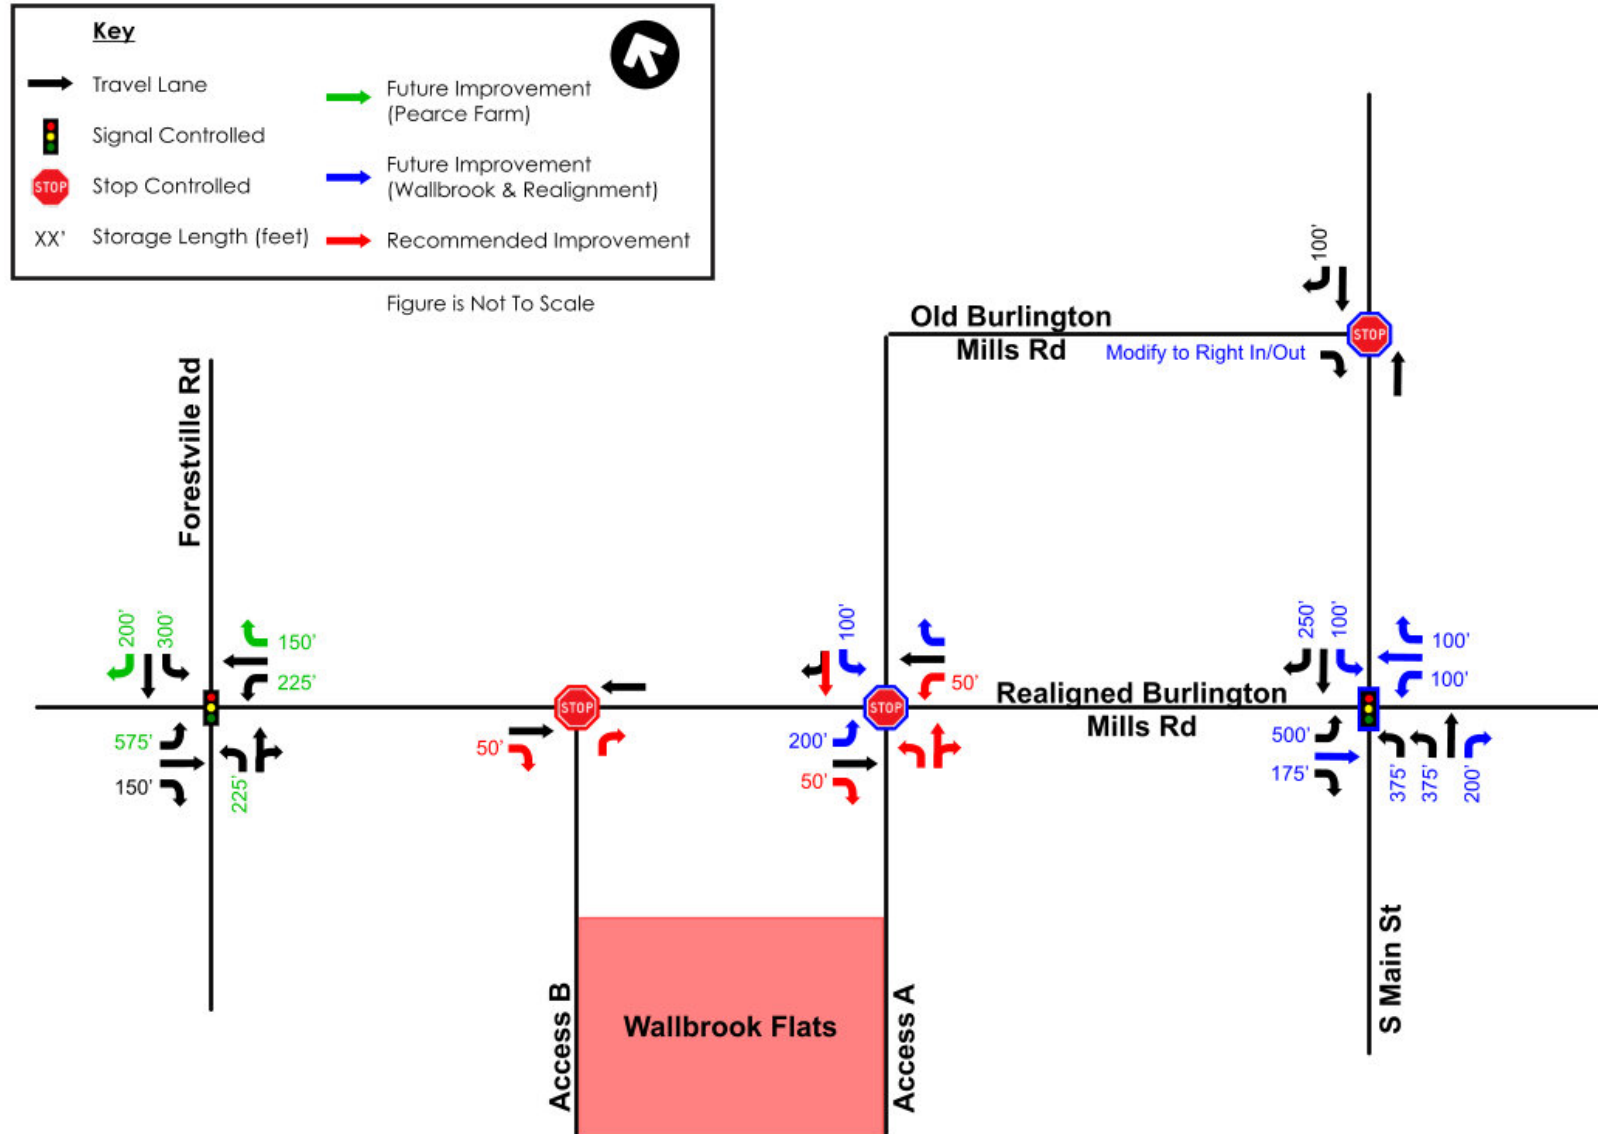 Key
Travel Lane
Signal Controlled
STOP
Stop Controlled
XX'
Storage Length (feet)
Future Improvement
(Pearce Farm)
Future Improvement
(Wallbrook & Realignment)
Recommended Improvement
Figure is Not To Scale
100'
Old Burlington
Mills Rd
Modify to Right In/Out
STOP
Forestville Rd
200'
300'
150'
225'
575'
150'
225'
STOP
50'
100'
50'
STOP
200'
50'
Realigned Burlington
Mills Rd
250'
100'
100'
100'
500'
175'
375'
375'
200'
Access B
Wallbrook Flats
Access A
S Main St